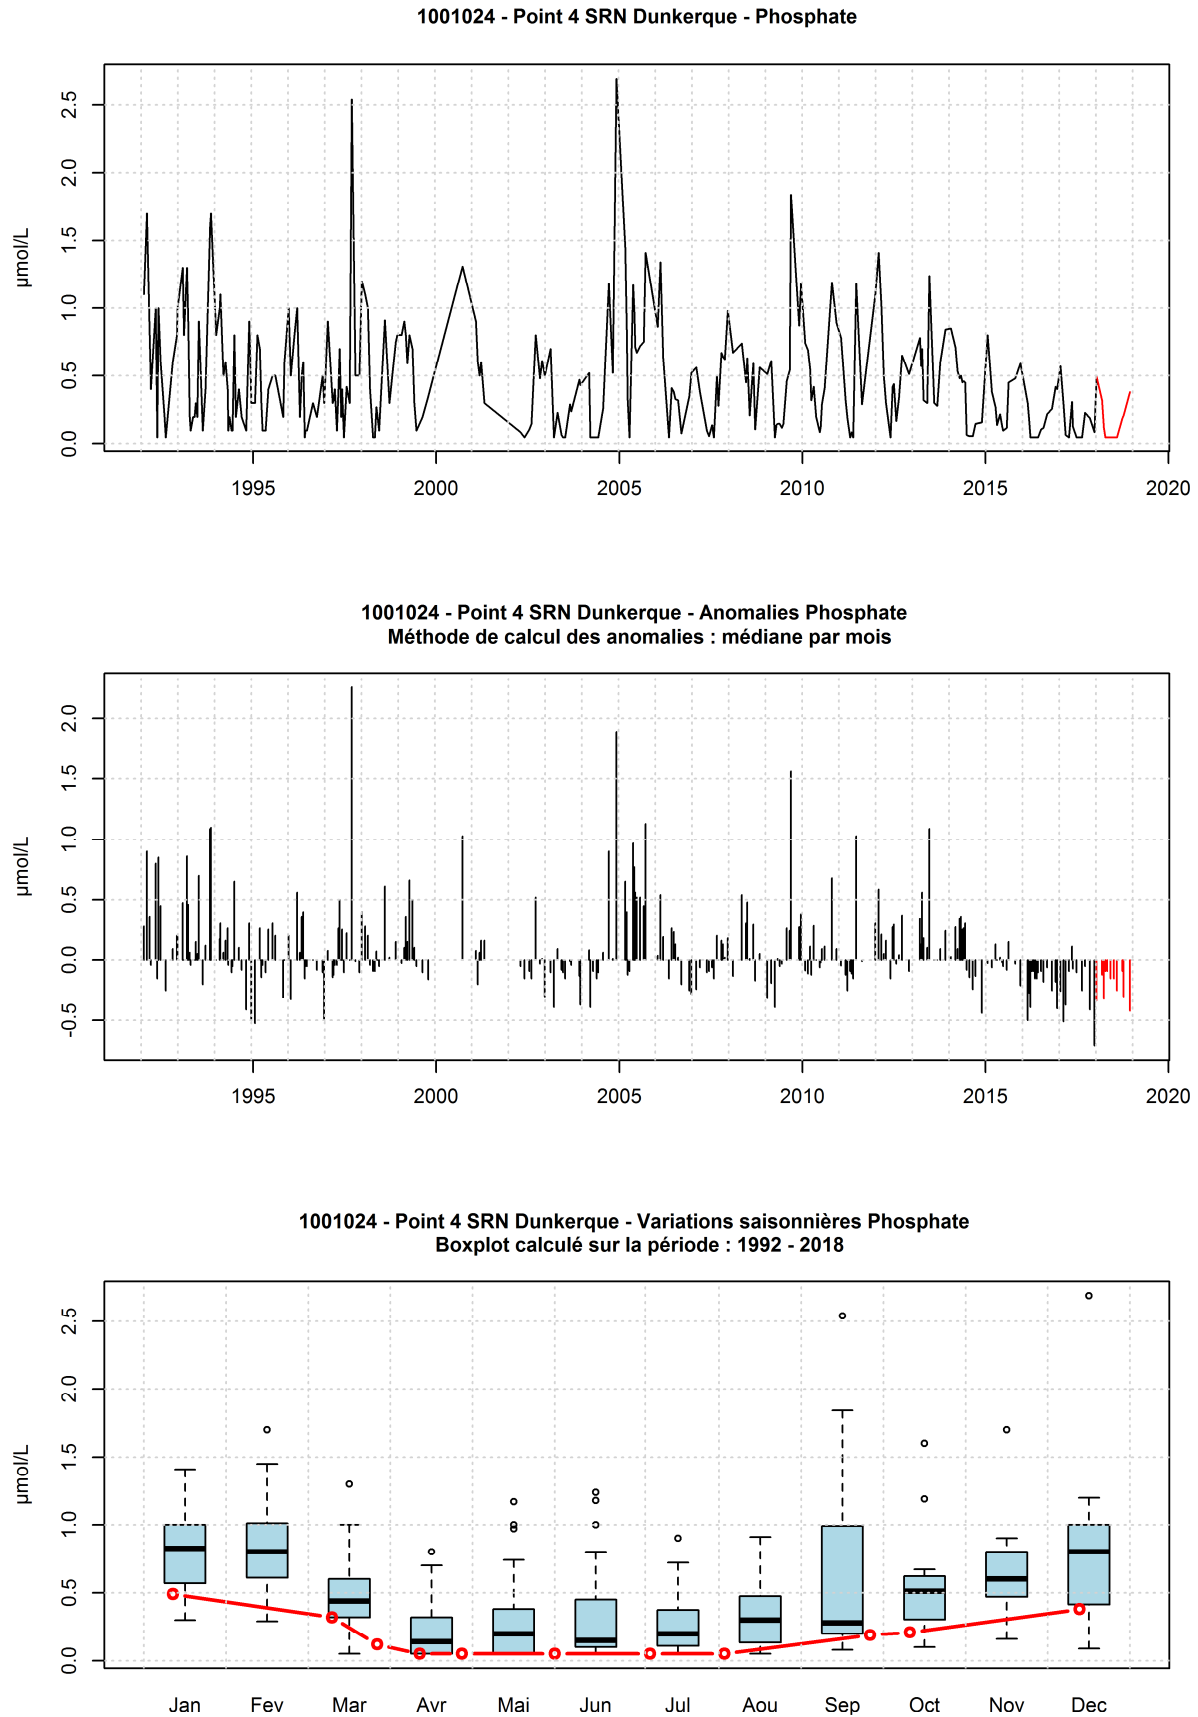 1001024 - Point 4 SRN Dunkerque - Phosphate
2.5
2.0
1.5
1.0
0.5
0.0
µmol/L
1995 2000 2005 2010 2015 2020
1001024 - Point 4 SRN Dunkerque - Anomalies Phosphate
Méthode de calcul des anomalies : médiane par mois
2.0
1.5
1.0
0.5
0.0
-0.5
µmol/L
1995 2000 2005 2010 2015 2020
1001024 - Point 4 SRN Dunkerque - Variations saisonnières Phosphate
Boxplot calculé sur la période : 1992 - 2018
2.5
2.0
1.5
1.0
0.5
0.0
µmol/L
Jan Fev Mar Avr Mai Jun Jul Aou Sep Oct Nov Dec